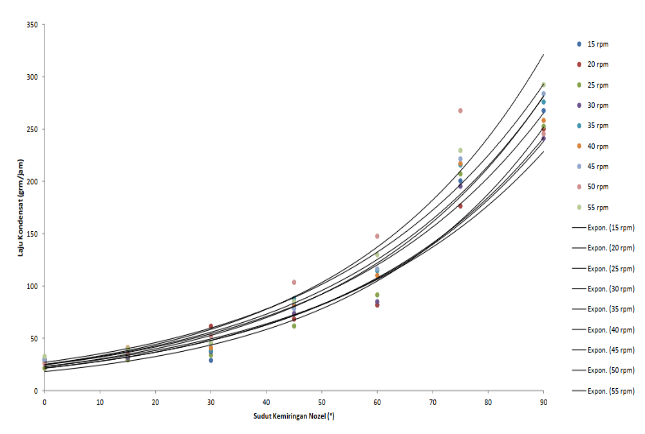 350
300
250
200
150
100
50
0
Laju Kondensat (grm/jam)
0
10
20
30
40
50
60
70
80
90
Sudut Kemiringan Nozel (°)
15 rpm
20 rpm
25 rpm
30 rpm
35 rpm
40 rpm
45 rpm
50 rpm
55 rpm
Expon. (15 rpm)
Expon. (20 rpm)
Expon. (25 rpm)
Expon. (30 rpm)
Expon. (35 rpm)
Expon. (40 rpm)
Expon. (45 rpm)
Expon. (50 rpm)
Expon. (55 rpm)